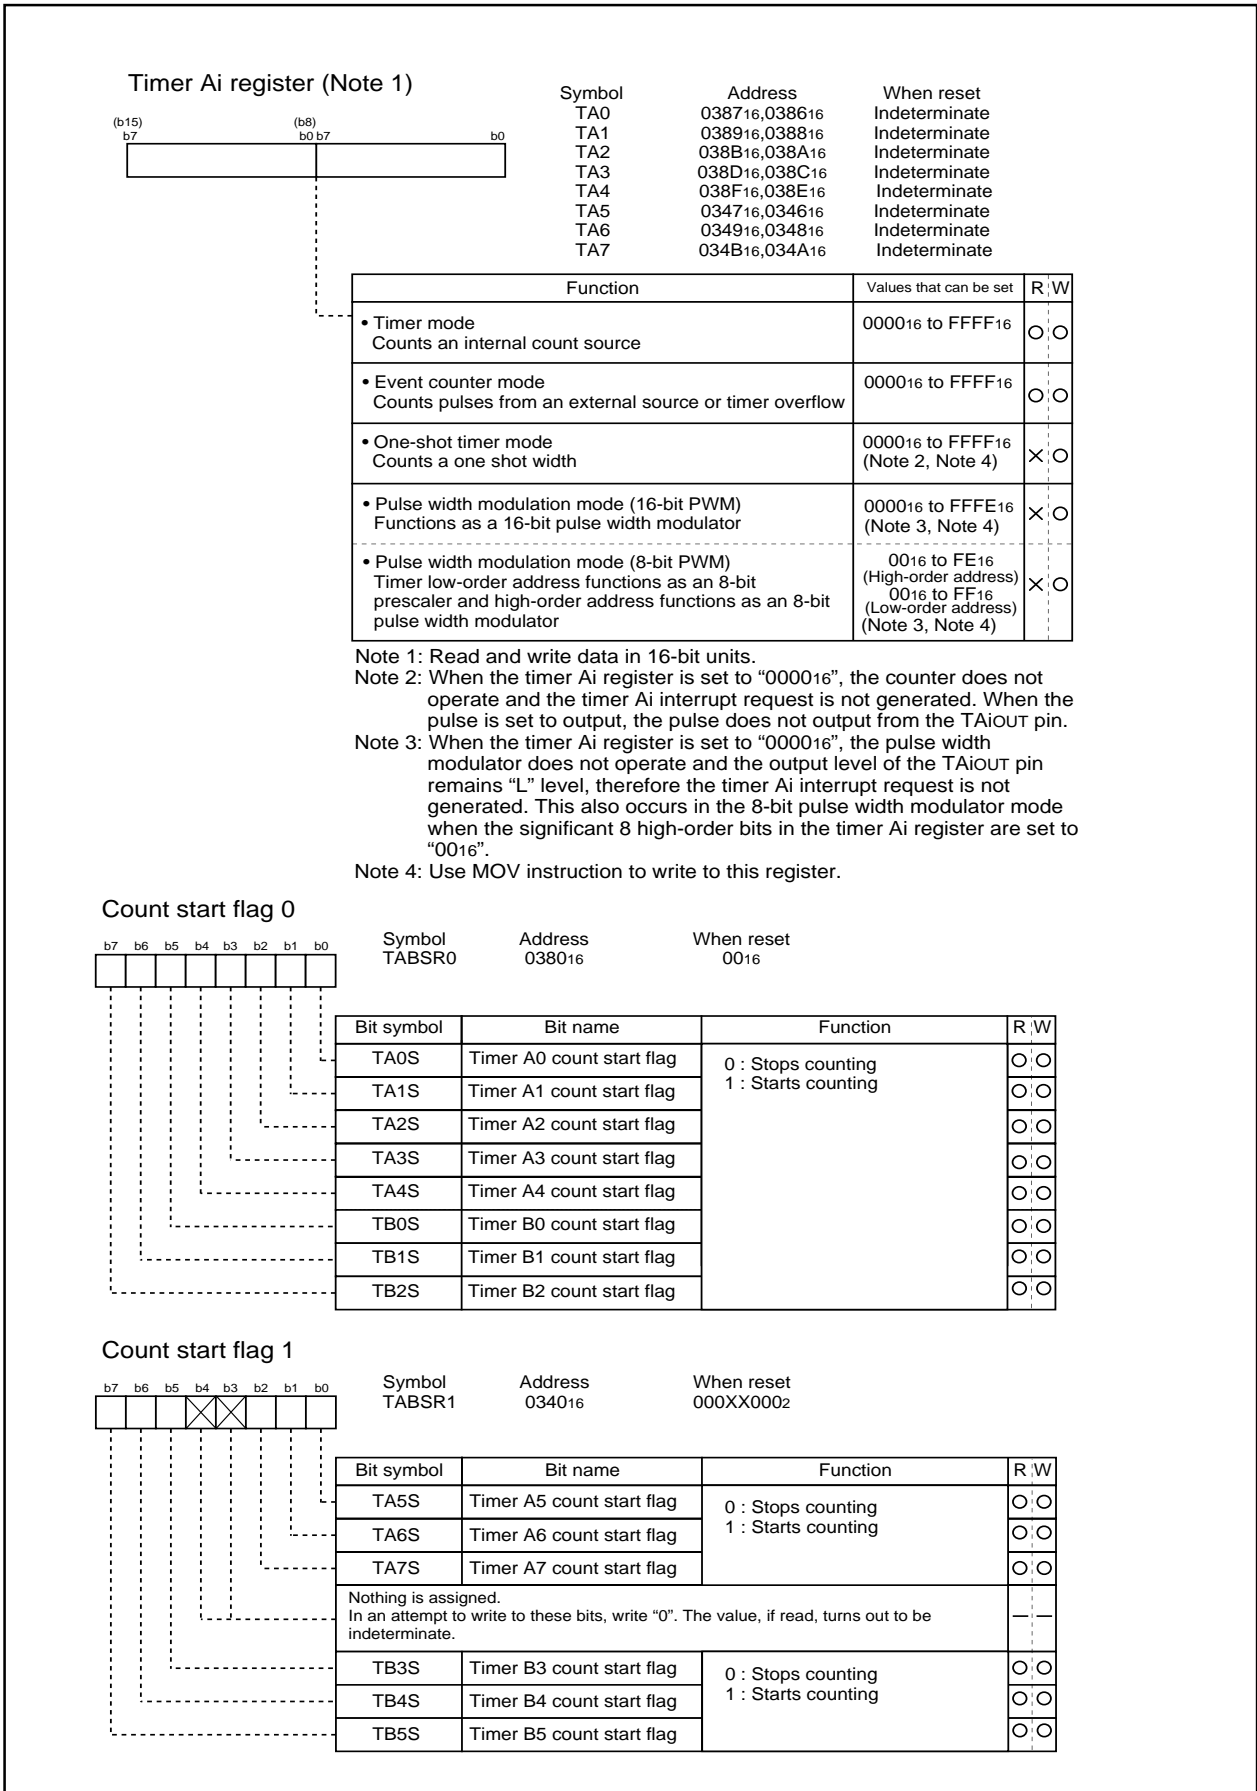 Timer Ai register (Note 1)
(b15) (b8)
b7 b0 b7 b0
Symbol Address When reset
TA0 038716,038616 Indeterminate
TA1 038916,038816 Indeterminate
TA2 038B16,038A16 Indeterminate
TA3 038D16,038C16 Indeterminate
TA4 038F16,038E16 Indeterminate
TA5 034716,034616 Indeterminate
TA6 034916,034816 Indeterminate
TA7 034B16,034A16 Indeterminate
Function Values that can be set R W
• Timer mode 000016 to FFFF16
Counts an internal count source
• Event counter mode 000016 to FFFF16
Counts pulses from an external source or timer overflow
• One-shot timer mode 000016 to FFFF16
Counts a one shot width (Note 2, Note 4)
• Pulse width modulation mode (16-bit PWM) 000016 to FFFE16
Functions as a 16-bit pulse width modulator (Note 3, Note 4)
• Pulse width modulation mode (8-bit PWM) 0016 to FE16
Timer low-order address functions as an 8-bit (High-order address)
prescaler and high-order address functions as an 8-bit 0016 to FF16
pulse width modulator (Low-order address)
(Note 3, Note 4)
Note 1: Read and write data in 16-bit units.
Note 2: When the timer Ai register is set to “000016”, the counter does not
operate and the timer Ai interrupt request is not generated. When the
pulse is set to output, the pulse does not output from the TAiOUT pin.
Note 3: When the timer Ai register is set to “000016”, the pulse width
modulator does not operate and the output level of the TAiOUT pin
remains “L” level, therefore the timer Ai interrupt request is not
generated. This also occurs in the 8-bit pulse width modulator mode
when the significant 8 high-order bits in the timer Ai register are set to
“0016”.
Note 4: Use MOV instruction to write to this register.
Count start flag 0
b7 b6 b5 b4 b3 b2 b1 b0
Symbol Address When reset
TABSR0 038016 0016
Bit symbol Bit name Function R W
TA0S Timer A0 count start flag 0 : Stops counting
TA1S Timer A1 count start flag 1 : Starts counting
TA2S Timer A2 count start flag
TA3S Timer A3 count start flag
TA4S Timer A4 count start flag
TB0S Timer B0 count start flag
TB1S Timer B1 count start flag
TB2S Timer B2 count start flag
Count start flag 1
b7 b6 b5 b4 b3 b2 b1 b0
Symbol Address When reset
TABSR1 034016 000XX0002
Bit symbol Bit name Function R W
TA5S Timer A5 count start flag 0 : Stops counting
TA6S Timer A6 count start flag 1 : Starts counting
TA7S Timer A7 count start flag
Nothing is assigned.
In an attempt to write to these bits, write “0”. The value, if read, turns out to be
indeterminate.
TB3S Timer B3 count start flag 0 : Stops counting
TB4S Timer B4 count start flag 1 : Starts counting
TB5S Timer B5 count start flag